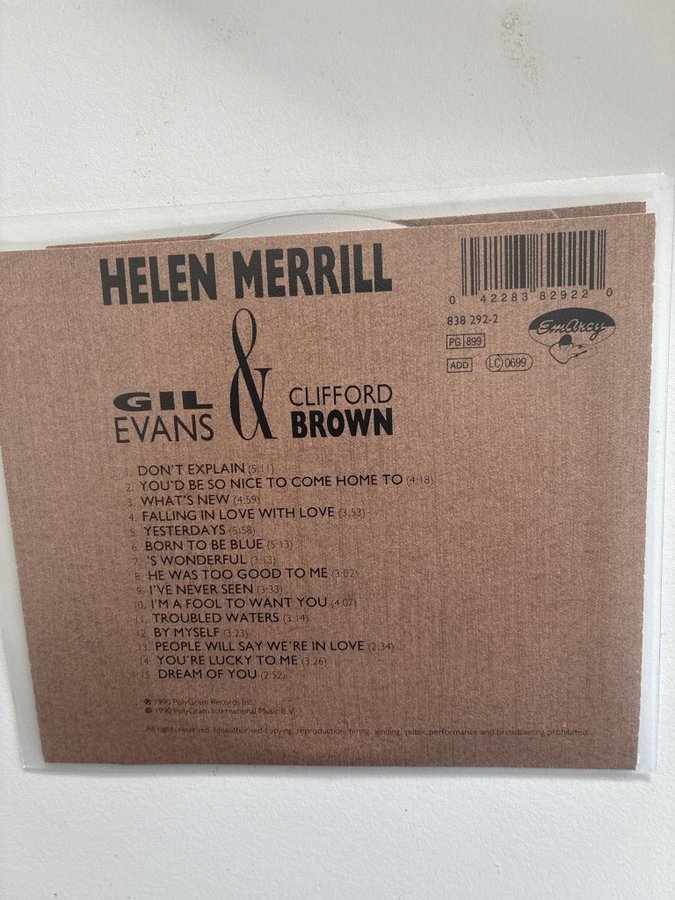 HELEN MERRILL
&
GIL
EVANS
CLIFFORD
BROWN
0 42283 82922 0
838 292-2
EmArcy
PG 899
ADD
LC 0699
1. DON'T EXPLAIN (5:11)
2. YOU'D BE SO NICE TO COME HOME TO (4:18)
3. WHAT'S NEW (4:59)
4. FALLING IN LOVE WITH LOVE (3:53)
5. YESTERDAYS (5:58)
6. BORN TO BE BLUE (5:13)
7. 'S WONDERFUL (3:13)
8. HE WAS TOO GOOD TO ME (3:02)
9. I'VE NEVER SEEN (3:33)
10. I'M A FOOL TO WANT YOU (4:07)
11. TROUBLED WATERS (3:14)
12. BY MYSELF (3:23)
13. PEOPLE WILL SAY WE'RE IN LOVE (2:34)
14. YOU'RE LUCKY TO ME (3:26)
15. DREAM OF YOU (2:52)
℗ 1990 PolyGram Records Inc.
© 1990 PolyGram International Music B.V.
All rights reserved. Unauthorised copying, reproduction, hiring, lending, public performance and broadcasting prohibited.